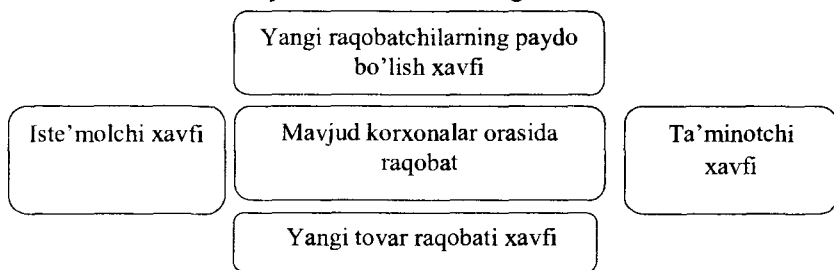 Yangi raqobatchilarning paydo
bo’lish xavfi
Iste’molchi xavfi
Mavjud korxonalar orasida
raqobat
Ta’minotchi
xavfi
Yangi tovar raqobati xavfi